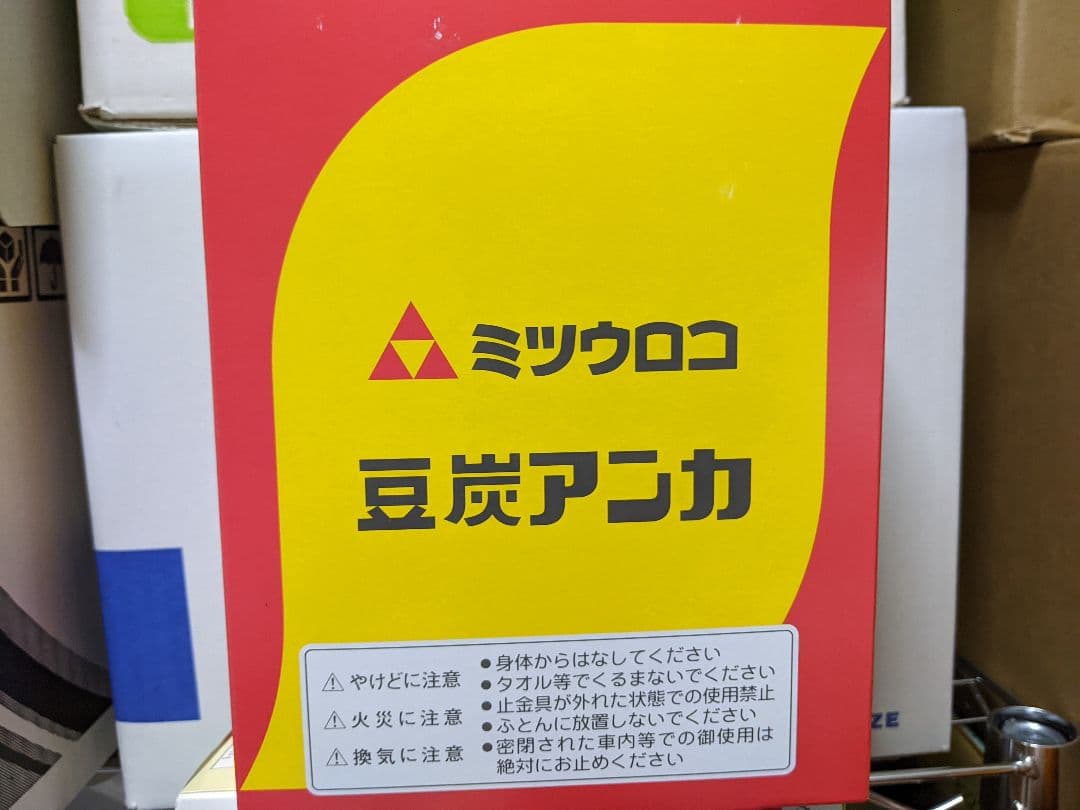 ミツウロコ
豆炭アンカ
⚠やけどに注意
⚠火災に注意
⚠換気に注意
●身体からはなしてください
●タオル等でくるまないでください
●止金具が外れた状態での使用禁止
●ふとんに放置しないでください
●密閉された車内等での御使用は
絶対にお止めください
ZE